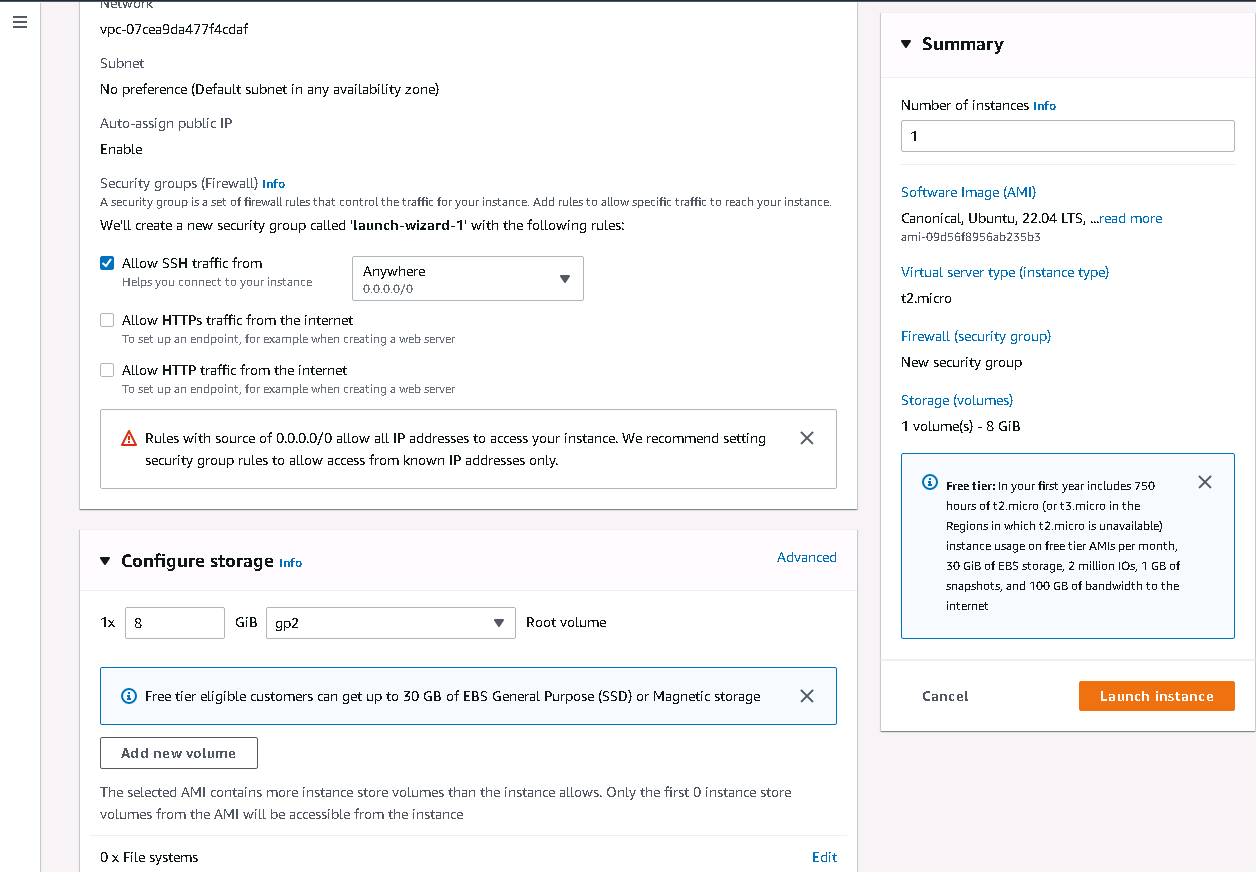 Network
vpc-07cea9da477f4cdaf
Subnet
No preference (Default subnet in any availability zone)
Auto-assign public IP
Enable
Security groups (Firewall) Info
A security group is a set of firewall rules that control the traffic for your instance. Add rules to allow specific traffic to reach your instance.
We'll create a new security group called 'launch-wizard-1' with the following rules:
Allow SSH traffic from
Helps you connect to your instance
Anywhere
0.0.0.0/0
Allow HTTPs traffic from the internet
To set up an endpoint, for example when creating a web server
Allow HTTP traffic from the internet
To set up an endpoint, for example when creating a web server
Rules with source of 0.0.0.0/0 allow all IP addresses to access your instance. We recommend setting
security group rules to allow access from known IP addresses only.
Configure storage Info
Advanced
1x 8 GiB gp2 Root volume
Free tier eligible customers can get up to 30 GB of EBS General Purpose (SSD) or Magnetic storage
Add new volume
The selected AMI contains more instance store volumes than the instance allows. Only the first 0 instance store
volumes from the AMI will be accessible from the instance
0 x File systems
Edit
Summary
Number of instances Info
1
Software Image (AMI)
Canonical, Ubuntu, 22.04 LTS, ...read more
ami-09d56f8956ab235b3
Virtual server type (instance type)
t2.micro
Firewall (security group)
New security group
Storage (volumes)
1 volume(s) - 8 GiB
Free tier: In your first year includes 750
hours of t2.micro (or t3.micro in the
Regions in which t2.micro is unavailable)
instance usage on free tier AMIs per month,
30 GiB of EBS storage, 2 million IOs, 1 GB of
snapshots, and 100 GB of bandwidth to the
internet
Cancel
Launch instance